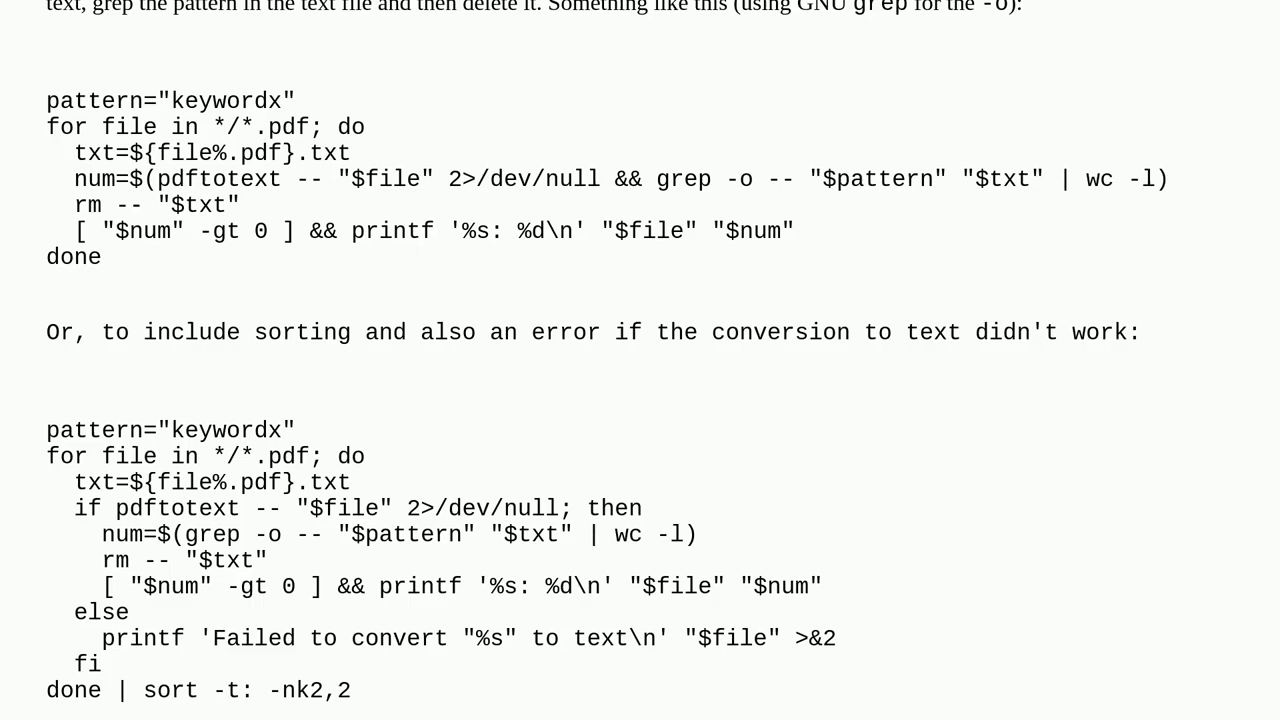 text, grep the pattern in the text file and then delete it. Something like this (using GNU grep for the -o):
pattern="keywordx"
for file in */*.pdf; do
  txt=${file%.pdf}.txt
  num=$(pdftotext -- "$file" 2>/dev/null && grep -o -- "$pattern" "$txt" | wc -l)
  rm -- "$txt"
  [ "$num" -gt 0 ] && printf '%s: %d\n' "$file" "$num"
done
Or, to include sorting and also an error if the conversion to text didn't work:
pattern="keywordx"
for file in */*.pdf; do
  txt=${file%.pdf}.txt
  if pdftotext -- "$file" 2>/dev/null; then
    num=$(grep -o -- "$pattern" "$txt" | wc -l)
    rm -- "$txt"
    [ "$num" -gt 0 ] && printf '%s: %d\n' "$file" "$num"
  else
    printf 'Failed to convert "%s" to text\n' "$file" >&2
  fi
done | sort -t: -nk2,2